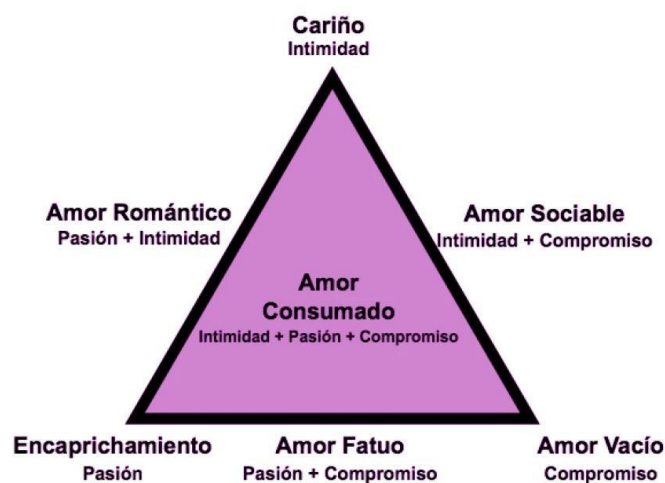 Cariño
Intimidad
Amor Romántico
Pasión + Intimidad
Amor Sociable
Intimidad + Compromiso
Amor
Consumado
Intimidad + Pasión + Compromiso
Encaprichamiento
Pasión
Amor Fatuo
Pasión + Compromiso
Amor Vacío
Compromiso